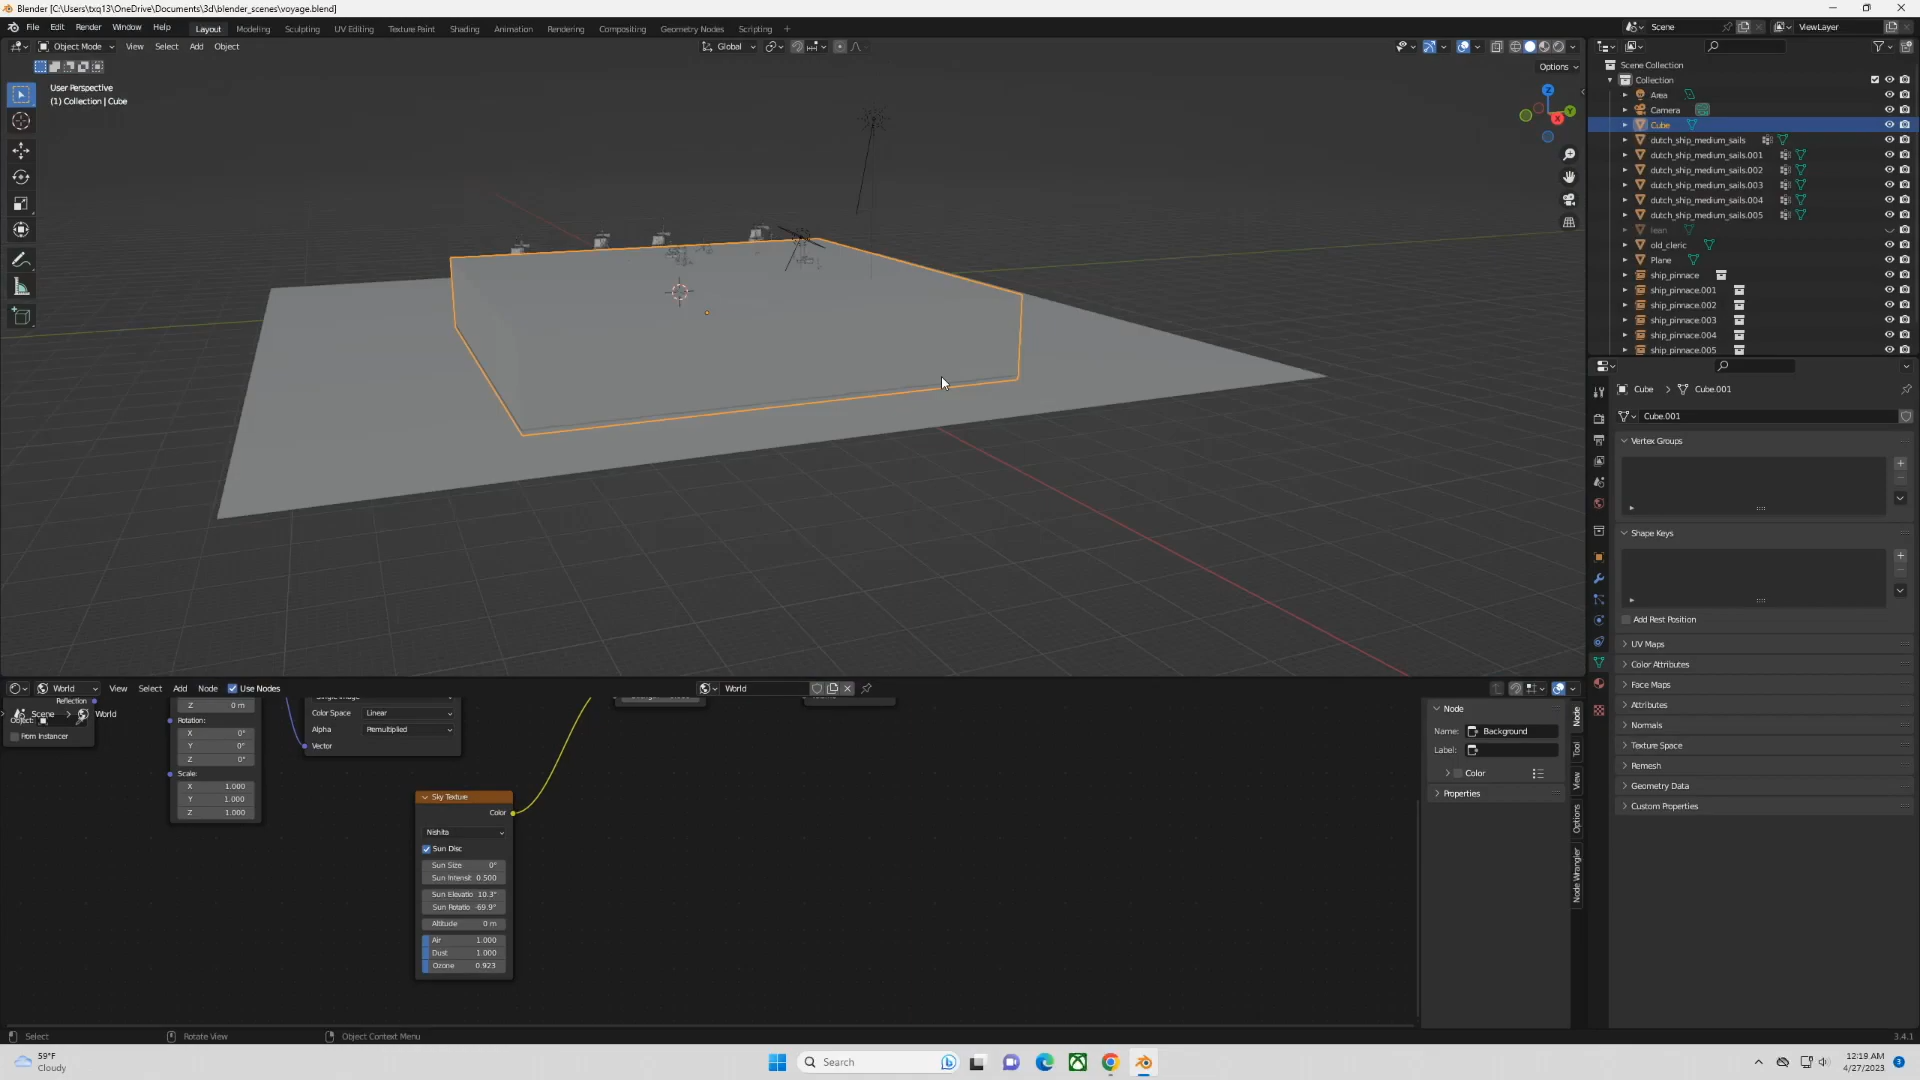 Blender [C:\Users\txq13\OneDrive\Documents\3d\blender_scenes\voyage.blend]
File Edit Render Window Help
Layout Modeling Sculpting UV Editing Texture Paint Shading Animation Rendering Compositing Geometry Nodes Scripting +
Scene
ViewLayer
Object Mode View Select Add Object
Global
Options
User Perspective
(1) Collection | Cube
Z
Y
X
Scene Collection
Collection
Area
Camera
Cube
dutch_ship_medium_sails
dutch_ship_medium_sails.001
dutch_ship_medium_sails.002
dutch_ship_medium_sails.003
dutch_ship_medium_sails.004
dutch_ship_medium_sails.005
lean
old_cleric
Plane
ship_pinnace
ship_pinnace.001
ship_pinnace.002
ship_pinnace.003
ship_pinnace.004
ship_pinnace.005
Cube > Cube.001
Cube.001
Vertex Groups
Shape Keys
Add Rest Position
UV Maps
Color Attributes
Face Maps
Attributes
Normals
Texture Space
Remesh
Geometry Data
Custom Properties
World View Select Add Node Use Nodes
World
Reflection
Scene > World
Object:
From Instancer
Z 0 m
Rotation:
X 0°
Y 0°
Z 0°
Scale:
X 1.000
Y 1.000
Z 1.000
Color Space Linear
Alpha Premultiplied
Vector
Sky Texture
Color
Nishita
Sun Disc
Sun Size 0°
Sun Intensit 0.500
Sun Elevatio 10.3°
Sun Rotatio -69.9°
Altitude 0 m
Air 1.000
Dust 1.000
Ozone 0.923
Node
Name: Background
Label:
Color
Properties
Node
Tool
View
Options
Node Wrangler
Select Rotate View Object Context Menu
3.4.1
59°F
Cloudy
Search
12:19 AM
4/27/2023
3